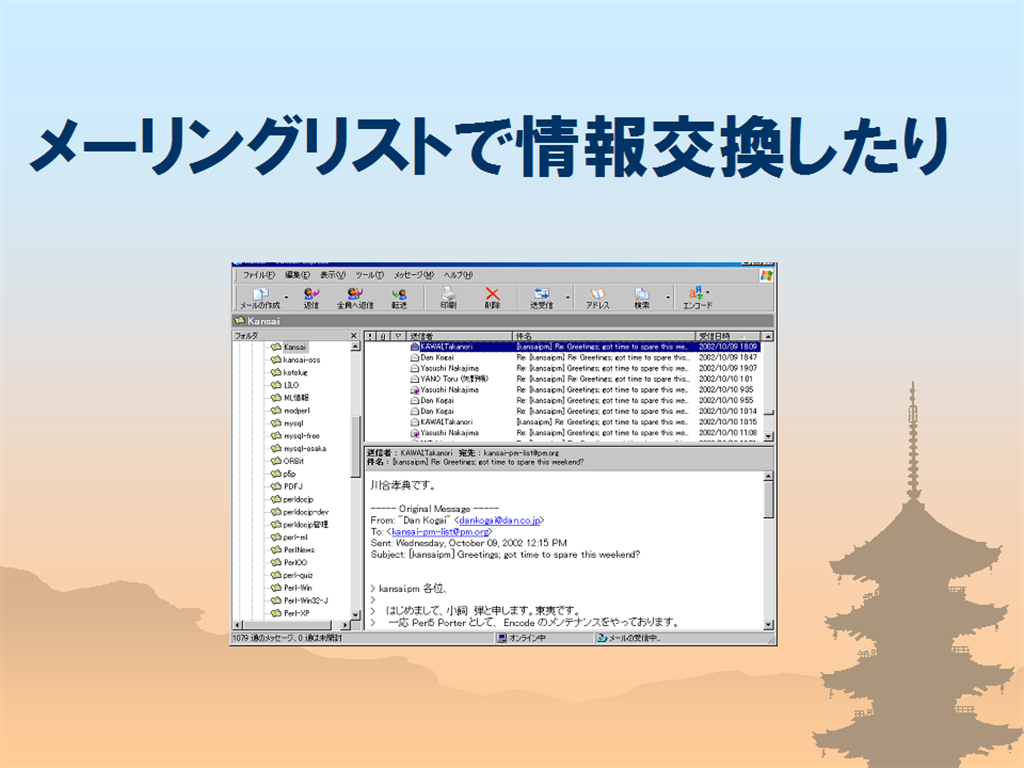 メーリングリストで情報交換したり
ファイル(F) 編集(E) 表示(V) ツール(T) メッセージ(M) ヘルプ(H)
メールの作成 返信 全員へ返信 転送 印刷 削除 送受信 アドレス 検索 エンコード
Kansai
フォルダ
Kansai
kansai-oss
kotolug
LILO
ML情報
modperl
mysql
mysql-free
mysql-osaka
ORBit
p5p
PDFJ
perldocjp
perldocjp-dev
perldocjp管理
perl-ml
PerlNews
PerlOO
perl-quiz
Perl-Win
Perl-Win32-J
Perl-XP
送信者 件名 受信日時
KAWAI,Takanori [kansaipm] Re: Greetings; got time to spare this we... 2002/10/09 18:09
Dan Kogai Re: [kansaipm] Greetings; got time to spare this... 2002/10/09 18:47
Yasushi Nakajima Re: [kansaipm] Greetings; got time to spare this we... 2002/10/09 19:07
YANO Toru Re: [kansaipm] Greetings; got time to spare this we... 2002/10/10 1:01
Yasushi Nakajima Re: [kansaipm] Greetings; got time to spare this we... 2002/10/10 9:35
Dan Kogai Re: [kansaipm] Greetings; got time to spare this we... 2002/10/10 9:55
Dan Kogai Re: [kansaipm] Greetings; got time to spare this we... 2002/10/10 10:14
KAWAI,Takanori Re: [kansaipm] Greetings; got time to spare this we... 2002/10/10 10:15
Yasushi Nakajima Re: [kansaipm] Greetings; got time to spare this we... 2002/10/10 11:08
送信者: KAWAI,Takanori 宛先: kansai-pm-list@pm.org
件名: [kansaipm] Re: Greetings; got time to spare this weekend?
川合孝典です。
----- Original Message -----
From: "Dan Kogai" <dankogai@dan.co.jp>
To: <kansai-pm-list@pm.org>
Sent: Wednesday, October 09, 2002 12:15 PM
Subject: [kansaipm] Greetings; got time to spare this weekend?
> kansaipm 各位、
>
> はじめまして、小飼 弾と申します。東夷です。
> 一応 Perl5 Porter として、 Encode のメンテナンスをやっております。
1079 通のメッセージ、0 通は未開封 オンライン中 メールの受信中...